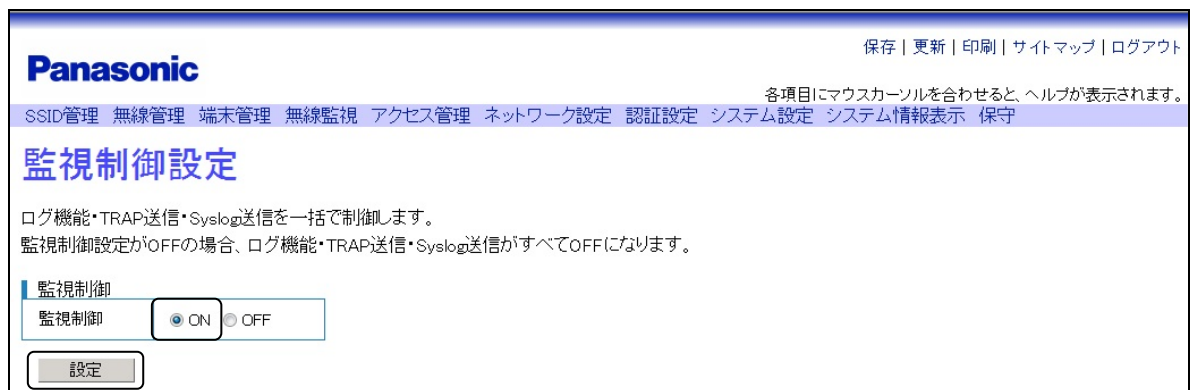 保存 | 更新 | 印刷 | サイトマップ | ログアウト
Panasonic
各項目にマウスカーソルを合わせると、ヘルプが表示されます。
SSID管理 無線管理 端末管理 無線監視 アクセス管理 ネットワーク設定 認証設定 システム設定 システム情報表示 保守
監視制御設定
ログ機能・TRAP送信・Syslog送信を一括で制御します。
監視制御設定がOFFの場合、ログ機能・TRAP送信・Syslog送信がすべてOFFになります。
監視制御
監視制御 ON OFF
設定